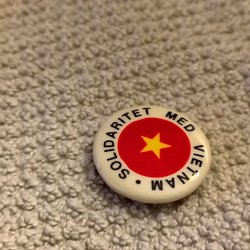 SOLIDARITET MED VIETNAM •